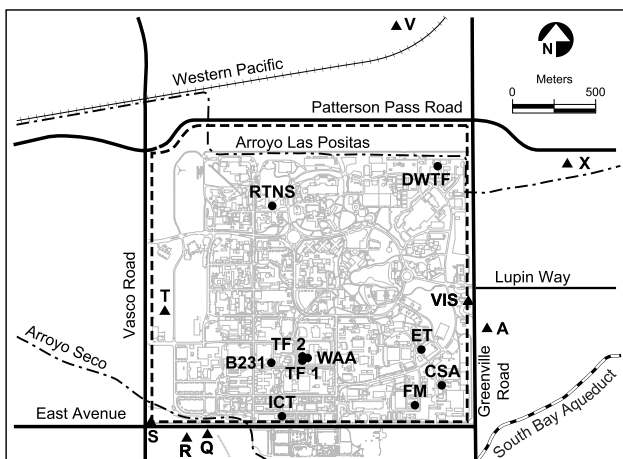 V
N
Western Pacific
Meters
0 500
Patterson Pass Road
Arroyo Las Positas
X
DWTF
RTNS
Vasco Road
Lupin Way
VIS
T
A
Arroyo Seco
ET
TF 2
WAA
B231
TF 1
CSA
Greenville
Road
FM
ICT
South Bay Aqueduct
East Avenue
S
R
Q